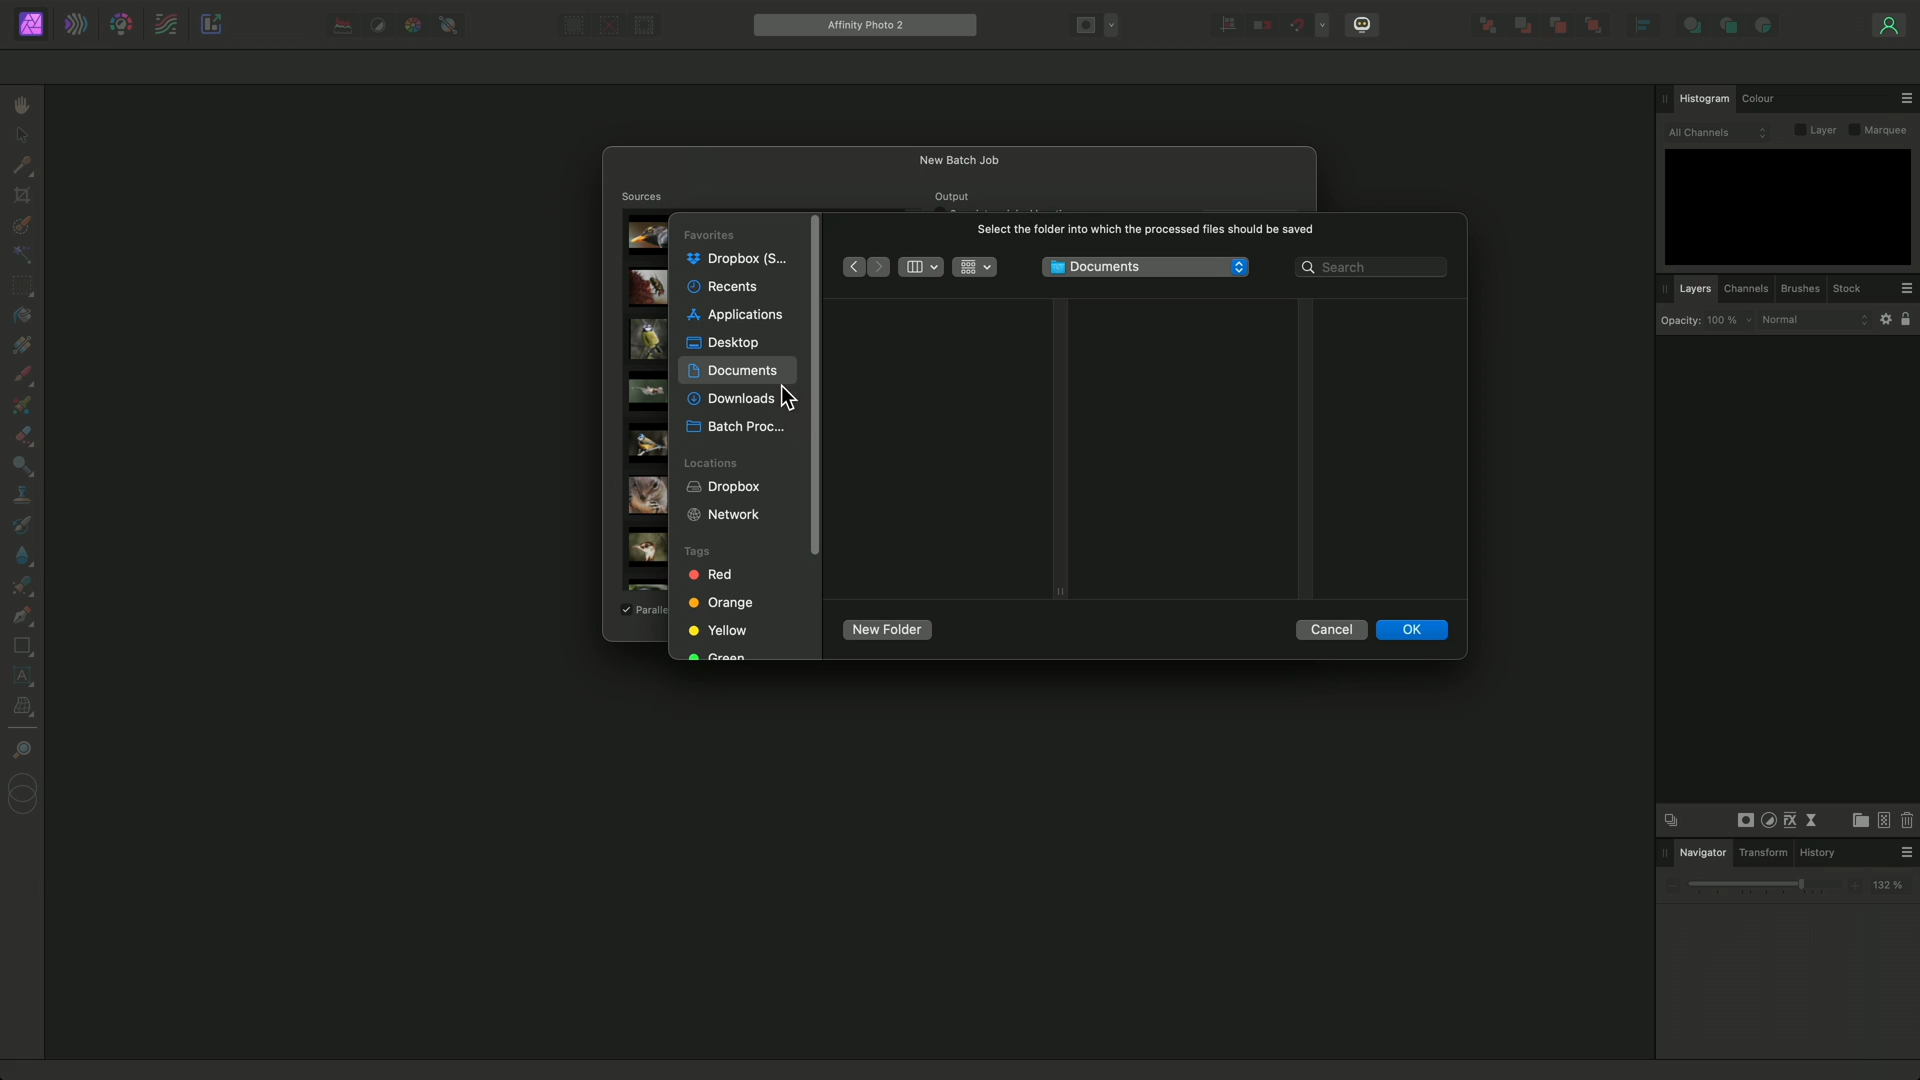 Affinity Photo 2
Histogram
Colour
All Channels
Layer
Marquee
New Batch Job
Sources
Output
Favorites
Dropbox (S...
Recents
Applications
Desktop
Documents
Downloads
Batch Proc...
Locations
Dropbox
Network
Tags
Red
Orange
Yellow
Green
Select the folder into which the processed files should be saved
Documents
Search
New Folder
Cancel
OK
Layers
Channels
Brushes
Stock
Opacity: 100 %
Normal
Navigator
Transform
History
132 %